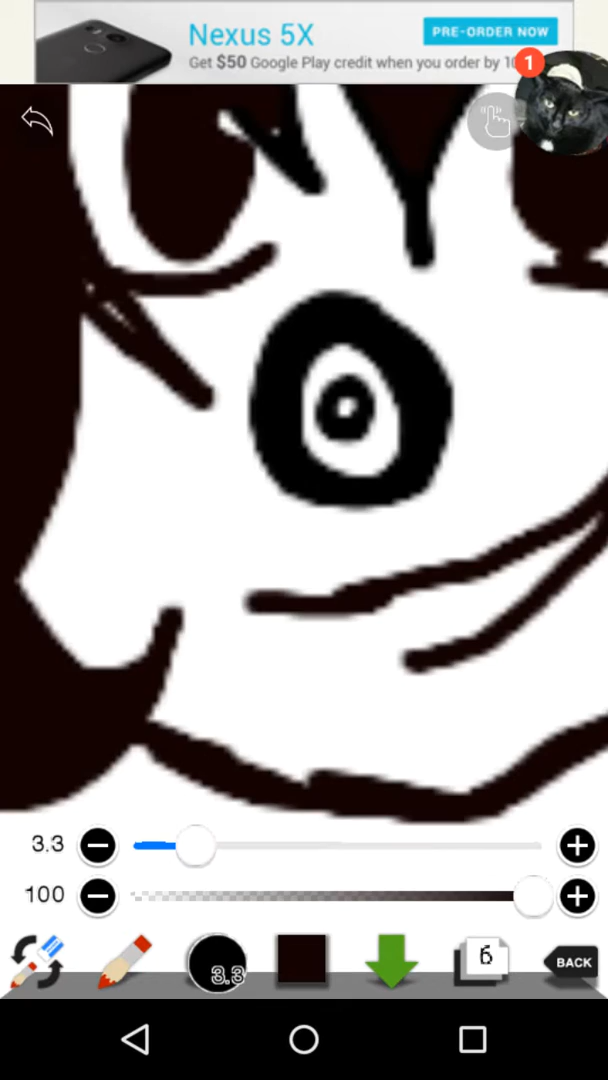 Nexus 5X
PRE-ORDER NOW
Get $50 Google Play credit when you order by
1
3.3
100
3.3
6
BACK